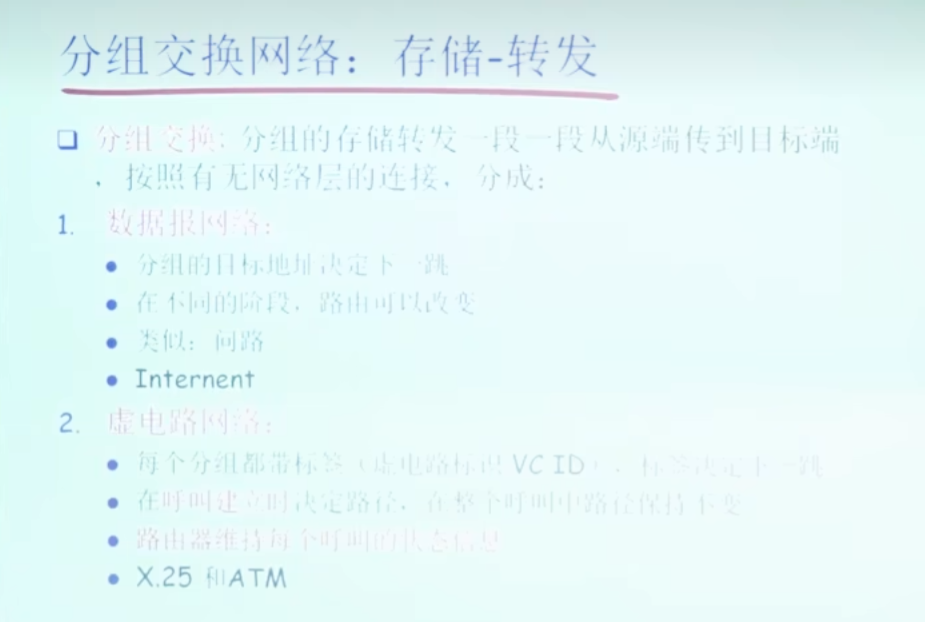 分组交换网络：存储-转发
❑ 分组交换: 分组的存储转发一段一段从源端传到目标端
，按照有无网络层的连接，分成：
1. 数据报网络：
● 分组的目标地址决定下一跳
● 在不同的阶段，路由可以改变
● 类似：问路
● Internent
2. 虚电路网络：
● 每个分组都带标签（虚电路标识 VC ID），标签决定下一跳
● 在呼叫建立时决定路径，在整个呼叫中路径保持不变
● 路由器维持每个呼叫的状态信息
● X.25 和ATM